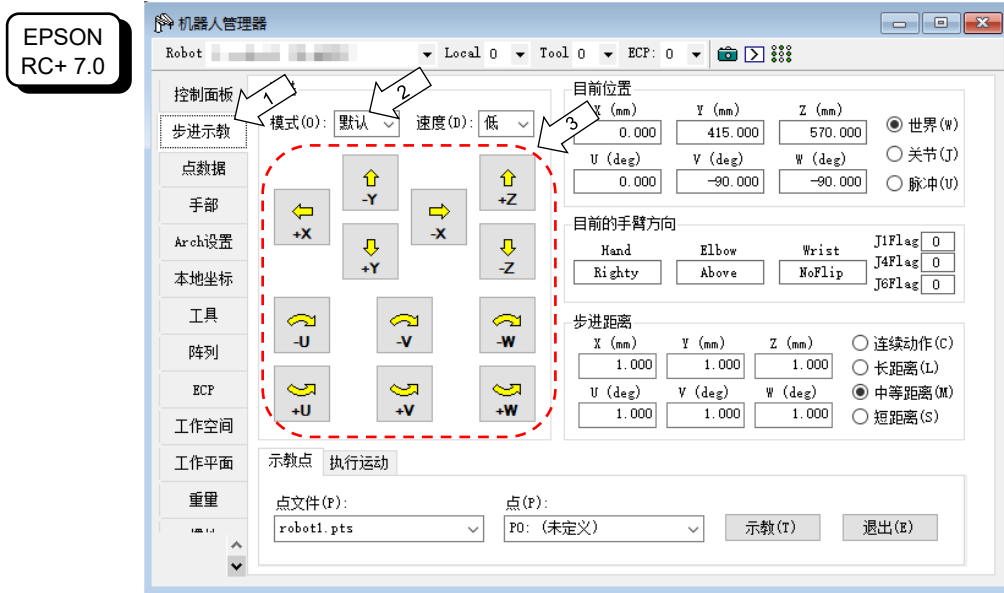 EPSON
RC+ 7.0
机器人管理器
Robot
Local 0 Tool 0 ECP: 0
控制面板
步进示教
点数据
手部
Arch设置
本地坐标
工具
阵列
ECP
工作空间
工作平面
重量
1
2
3
模式(O): 默认 速度(D): 低
-Y
+Z
+X
-X
+Y
-Z
-U -V -W
+U +V +W
目前位置
X (mm) Y (mm) Z (mm)
0.000 415.000 570.000
U (deg) V (deg) W (deg)
0.000 -90.000 -90.000
世界(W)
关节(J)
脉冲(U)
目前的手臂方向
Hand Elbow Wrist
Righty Above NoFlip
J1Flag 0
J4Flag 0
J6Flag 0
步进距离
X (mm) Y (mm) Z (mm)
1.000 1.000 1.000
U (deg) V (deg) W (deg)
1.000 1.000 1.000
连续动作(C)
长距离(L)
中等距离(M)
短距离(S)
示教点 执行运动
点文件(P): 点(P):
robot1.pts P0: (未定义) 示教(T) 退出(E)